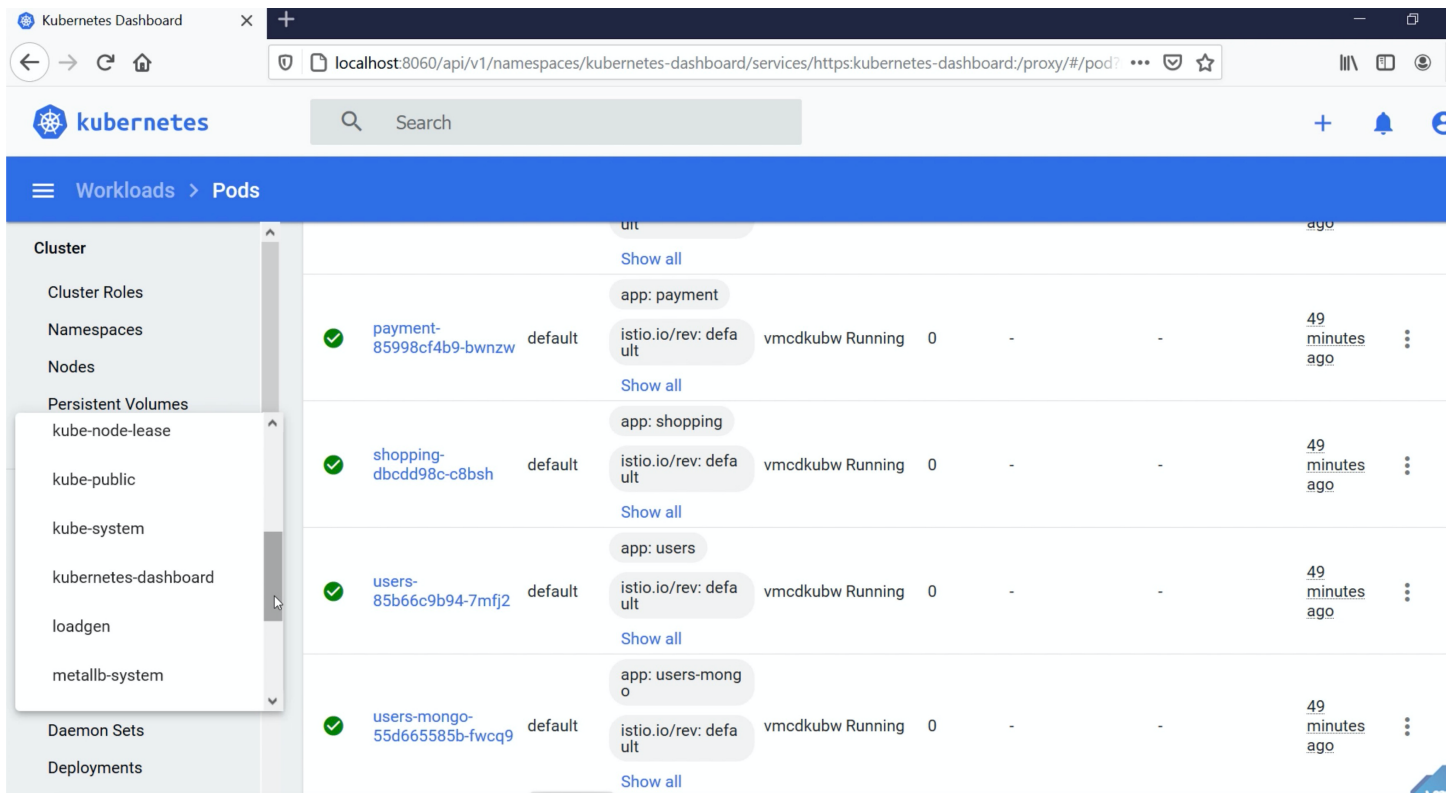 Kubernetes Dashboard
localhost:8060/api/v1/namespaces/kubernetes-dashboard/services/https:kubernetes-dashboard:/proxy/#/pod?
kubernetes
Search
Workloads > Pods
Cluster
Cluster Roles
Namespaces
Nodes
Persistent Volumes
kube-node-lease
kube-public
kube-system
kubernetes-dashboard
loadgen
metallb-system
Daemon Sets
Deployments
ult
ago
Show all
app: payment
payment-
85998cf4b9-bwnzw
default
istio.io/rev: defa
ult
vmcdkubw Running 0 - -
49
minutes
ago
Show all
app: shopping
shopping-
dbcdd98c-c8bsh
default
istio.io/rev: defa
ult
vmcdkubw Running 0 - -
49
minutes
ago
Show all
app: users
users-
85b66c9b94-7mfj2
default
istio.io/rev: defa
ult
vmcdkubw Running 0 - -
49
minutes
ago
Show all
app: users-mong
o
users-mongo-
55d665585b-fwcq9
default
istio.io/rev: defa
ult
vmcdkubw Running 0 - -
49
minutes
ago
Show all